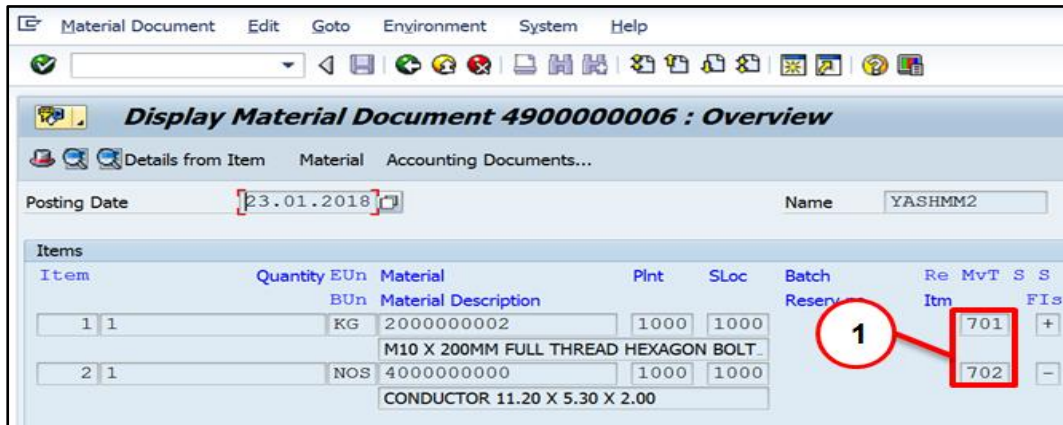 Material Document Edit Goto Environment System Help
Display Material Document 4900000006 : Overview
Details from Item Material Accounting Documents...
Posting Date 23.01.2018 Name YASHMM2
Items
Item Quantity EUn Material Plnt SLoc Batch Re MvT S S
BUn Material Description Reserv Itm FIs
1 1 KG 2000000002 1000 1000 701 +
M10 X 200MM FULL THREAD HEXAGON BOLT_
1
2 1 NOS 4000000000 1000 1000 702 -
CONDUCTOR 11.20 X 5.30 X 2.00